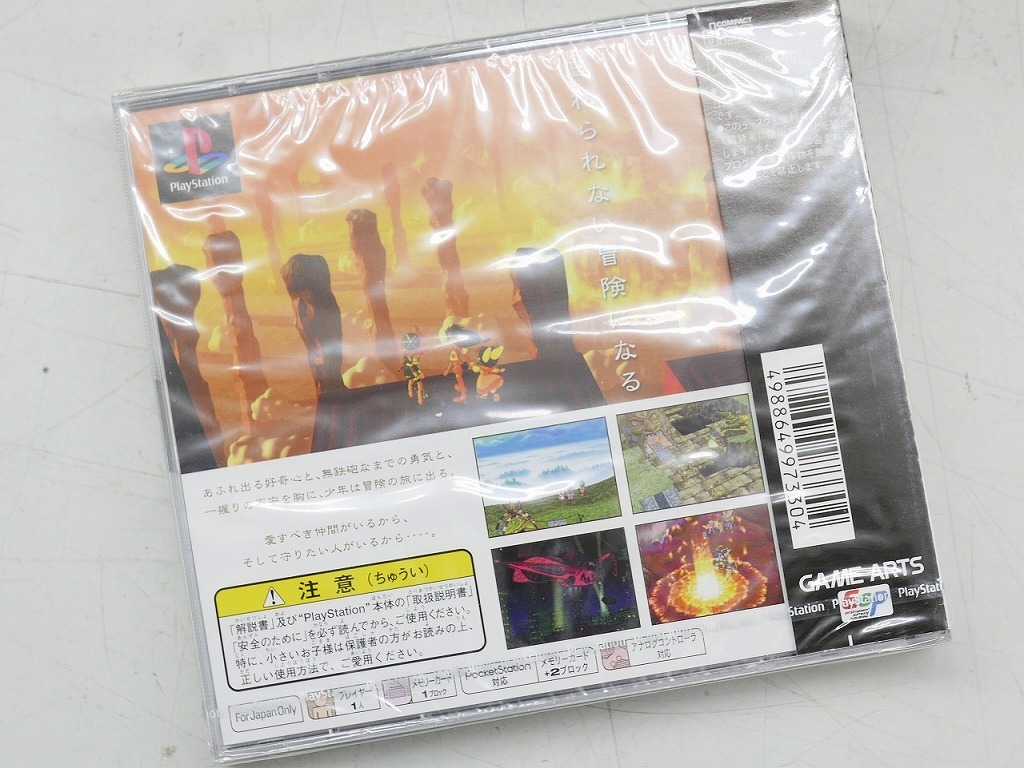 COMPACT
PlayStation
れられない冒険になる
あふれ出る好奇心と、無鉄砲なまでの勇気と、
一握りの不安を胸に、少年は冒険の旅に出る。
愛すべき仲間がいるから、
そして守りたい人がいるから‥‥。
注意(ちゅうい)
「解説書」及び"PlayStation"本体の「取扱説明書」
「安全のために」を必ず読んでから、ご使用ください。
特に、小さいお子様は保護者の方がお読みの上、
正しい使用方法で、ご愛用ください。
For Japan Only
プレイヤー
1人
メモリーカード
1ブロック
PocketStation
対応
メモリーカード
+2ブロック
アナログコントローラ
対応
4988649973304
GAME ARTS
Station PlayStation PlaySta